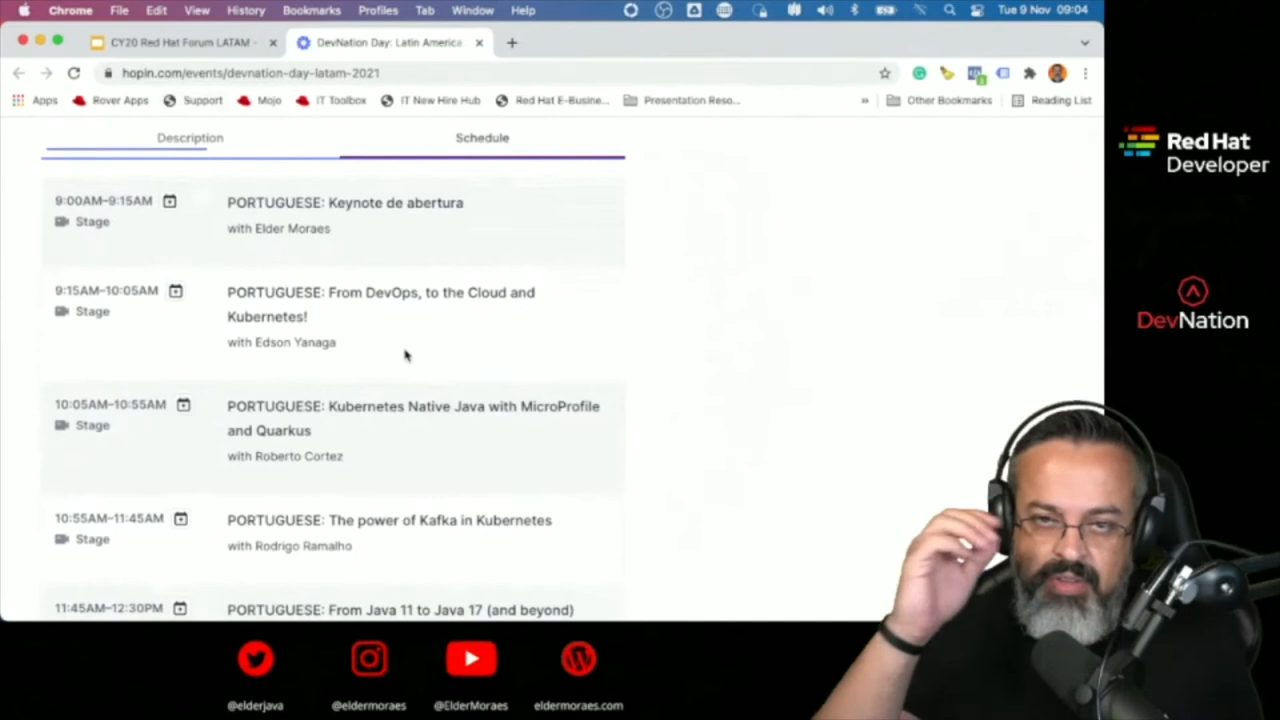 Chrome File Edit View History Bookmarks Profiles Tab Window Help Tue 9 Nov 09:04
CY20 Red Hat Forum LATAM - DevNation Day: Latin America
hopin.com/events/devnation-day-latam-2021
Apps Rover Apps Support Mojo IT Toolbox IT New Hire Hub Red Hat E-Busine... Presentation Reso... » Other Bookmarks Reading List
Description Schedule
9:00AM–9:15AM PORTUGUESE: Keynote de abertura
Stage with Elder Moraes
9:15AM–10:05AM PORTUGUESE: From DevOps, to the Cloud and
Stage Kubernetes!
with Edson Yanaga
10:05AM–10:55AM PORTUGUESE: Kubernetes Native Java with MicroProfile
Stage and Quarkus
with Roberto Cortez
10:55AM–11:45AM PORTUGUESE: The power of Kafka in Kubernetes
Stage with Rodrigo Ramalho
11:45AM–12:30PM PORTUGUESE: From Java 11 to Java 17 (and beyond)
Red Hat
Developer
DevNation
@elderjava @eldermoraes @ElderMoraes eldermoraes.com